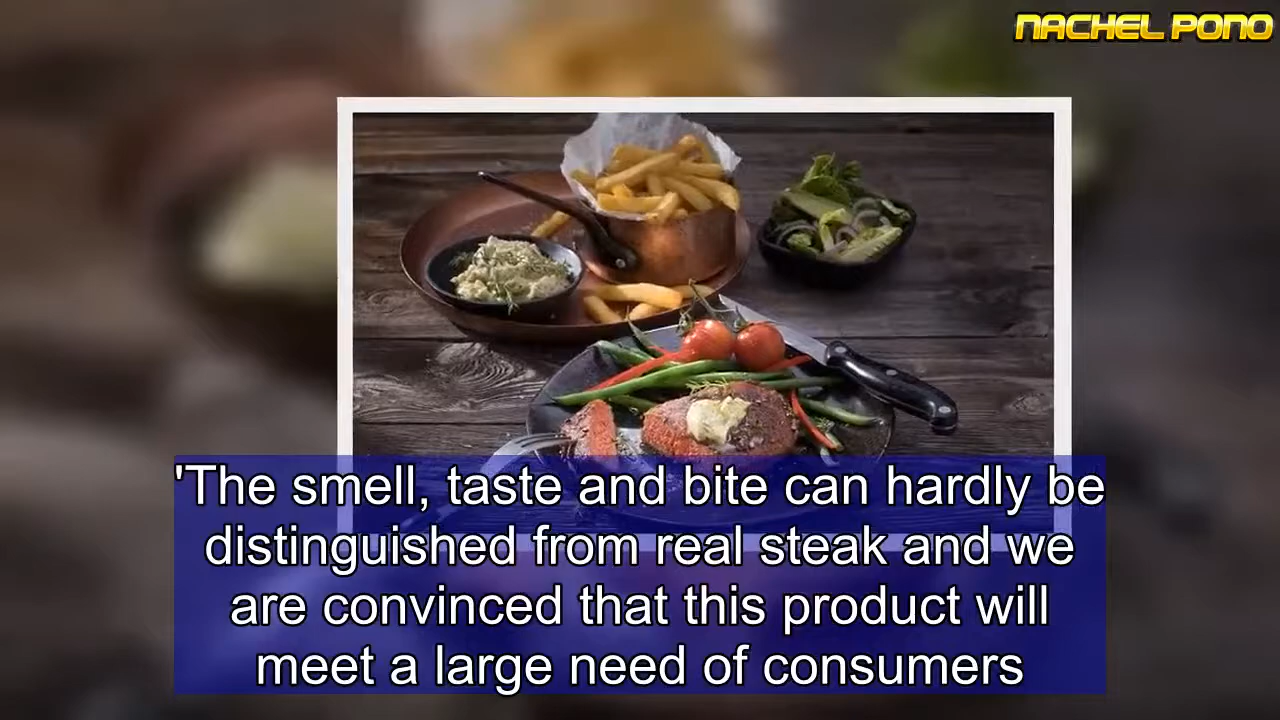 NACHEL PONO
'The smell, taste and bite can hardly be
distinguished from real steak and we
are convinced that this product will
meet a large need of consumers